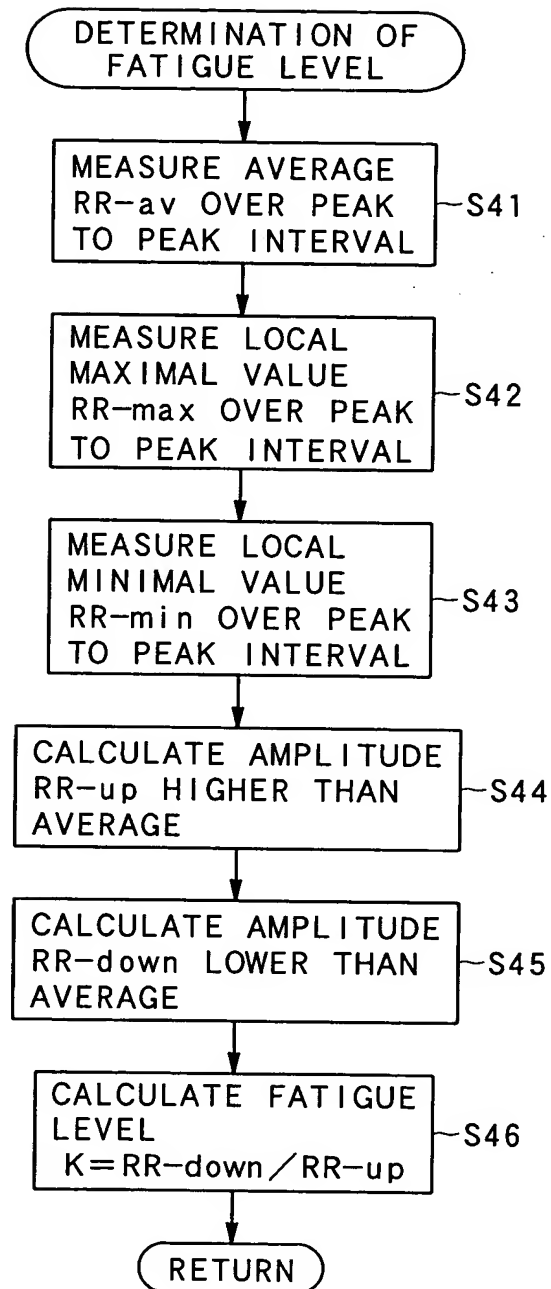 DETERMINATION OF
FATIGUE LEVEL
MEASURE AVERAGE
RR-av OVER PEAK
TO PEAK INTERVAL
S41
MEASURE LOCAL
MAXIMAL VALUE
RR-max OVER PEAK
TO PEAK INTERVAL
S42
MEASURE LOCAL
MINIMAL VALUE
RR-min OVER PEAK
TO PEAK INTERVAL
S43
CALCULATE AMPLITUDE
RR-up HIGHER THAN
AVERAGE
S44
CALCULATE AMPLITUDE
RR-down LOWER THAN
AVERAGE
S45
CALCULATE FATIGUE
LEVEL
K=RR-down/RR-up
S46
RETURN